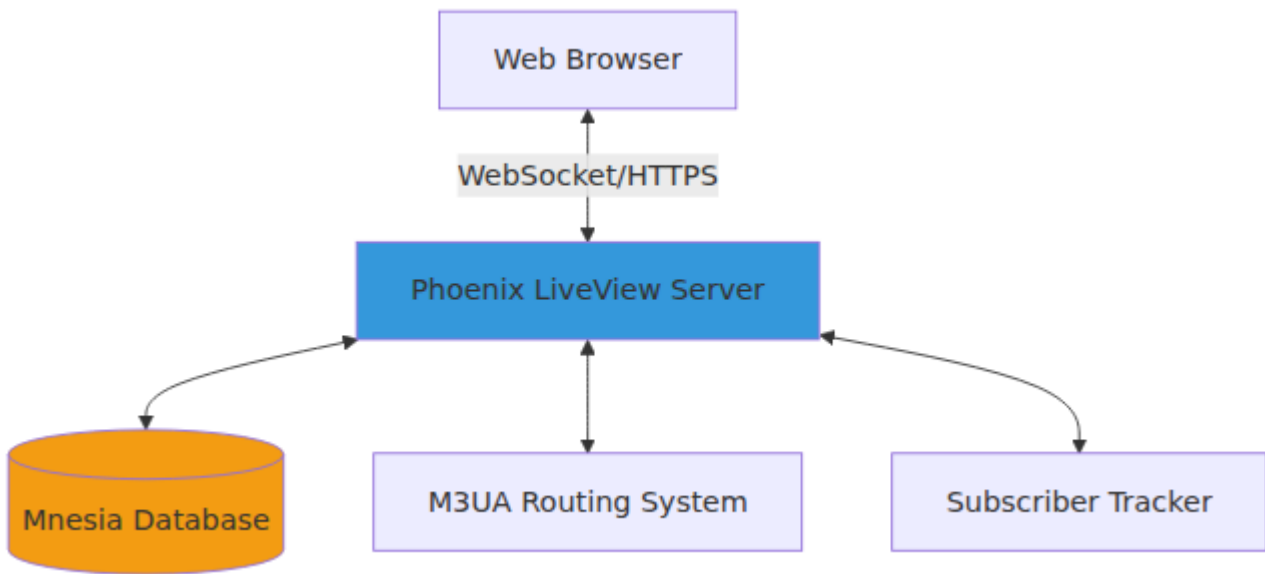 Web Browser
WebSocket/HTTPS
Phoenix LiveView Server
Mnesia Database
M3UA Routing System
Subscriber Tracker